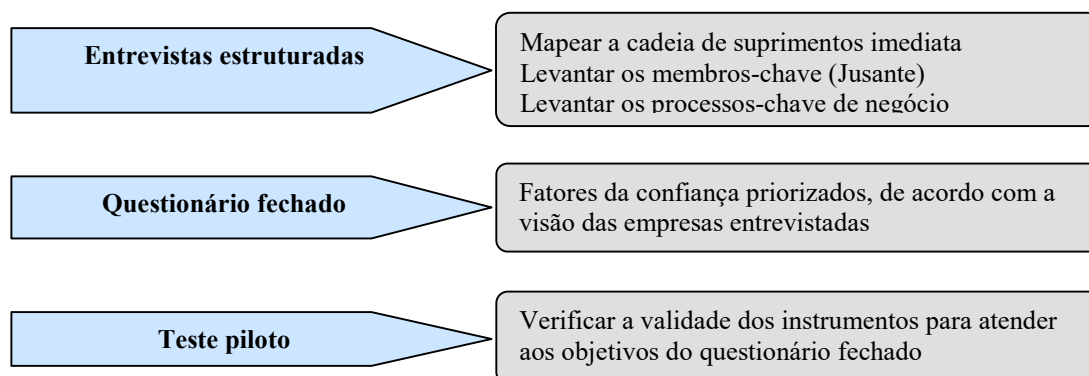 Entrevistas estruturadas
Mapear a cadeia de suprimentos imediata
Levantar os membros-chave (Jusante)
Levantar os processos-chave de negócio
Questionário fechado
Fatores da confiança priorizados, de acordo com a
visão das empresas entrevistadas
Teste piloto
Verificar a validade dos instrumentos para atender
aos objetivos do questionário fechado